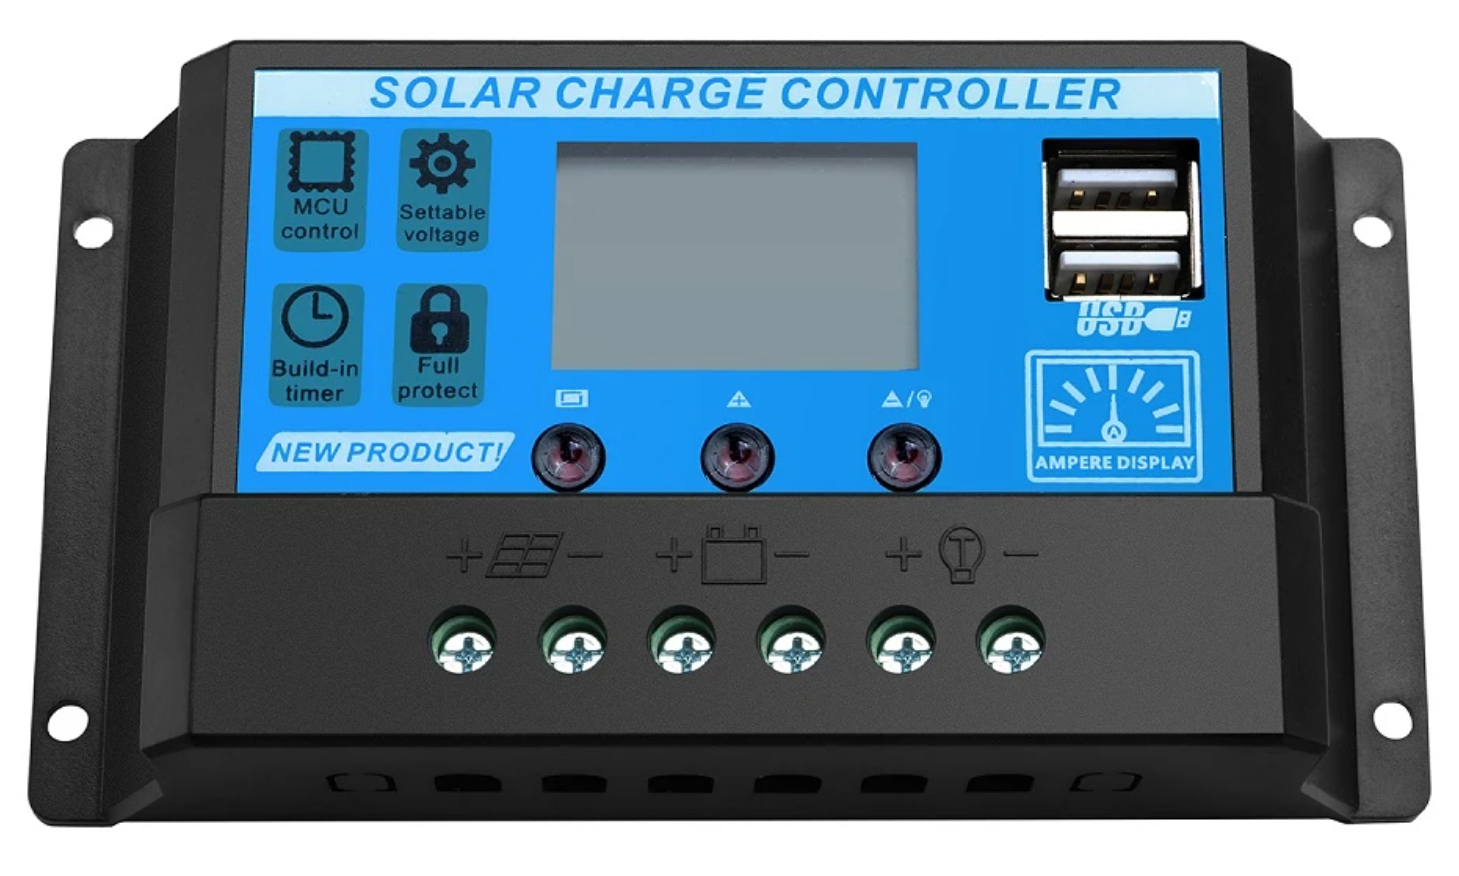 SOLAR CHARGE CONTROLLER
MCU
control
Settable
voltage
Build-in
timer
Full
protect
NEW PRODUCT!
USB
A
AMPERE DISPLAY